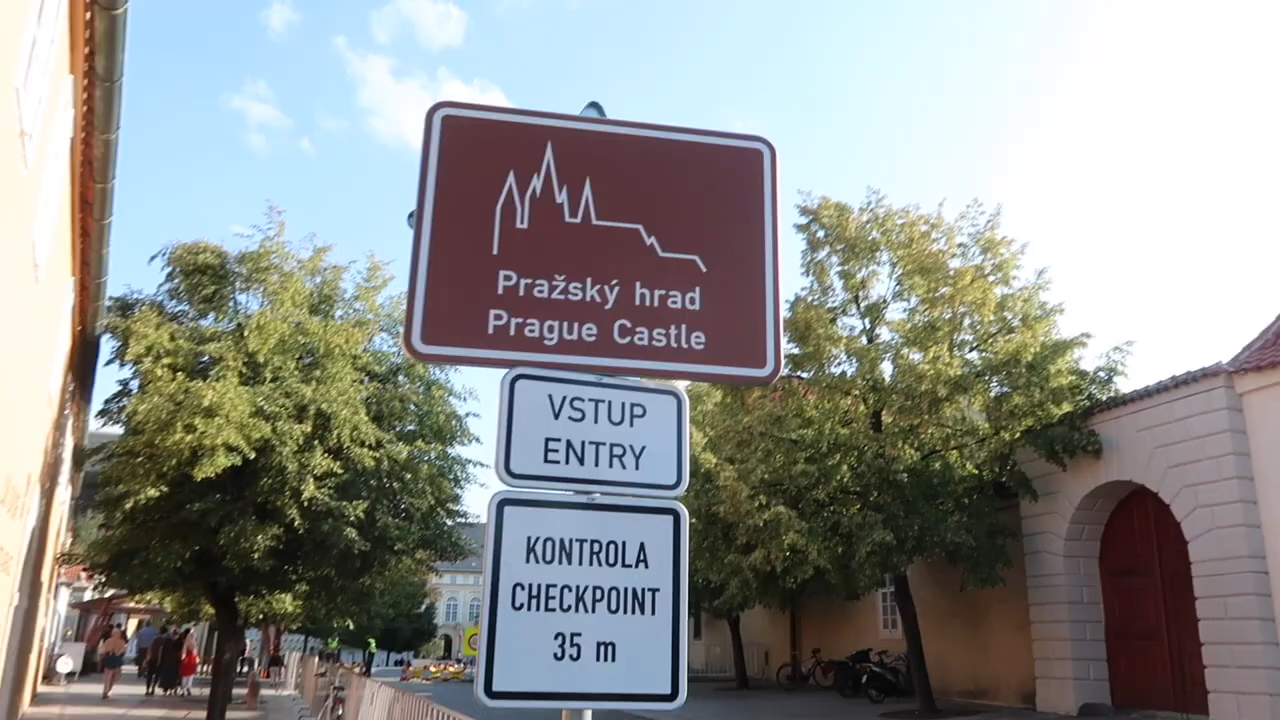 Pražský hrad
Prague Castle
VSTUP
ENTRY
KONTROLA
CHECKPOINT
35 m